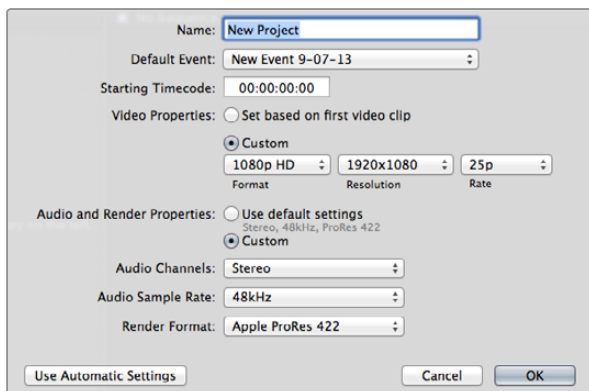 Name: New Project
Default Event: New Event 9-07-13
Starting Timecode: 00:00:00:00
Video Properties: Set based on first video clip
Custom
1080p HD 1920x1080 25p
Format Resolution Rate
Audio and Render Properties: Use default settings
Stereo, 48kHz, ProRes 422
Custom
Audio Channels: Stereo
Audio Sample Rate: 48kHz
Render Format: Apple ProRes 422
Use Automatic Settings Cancel OK